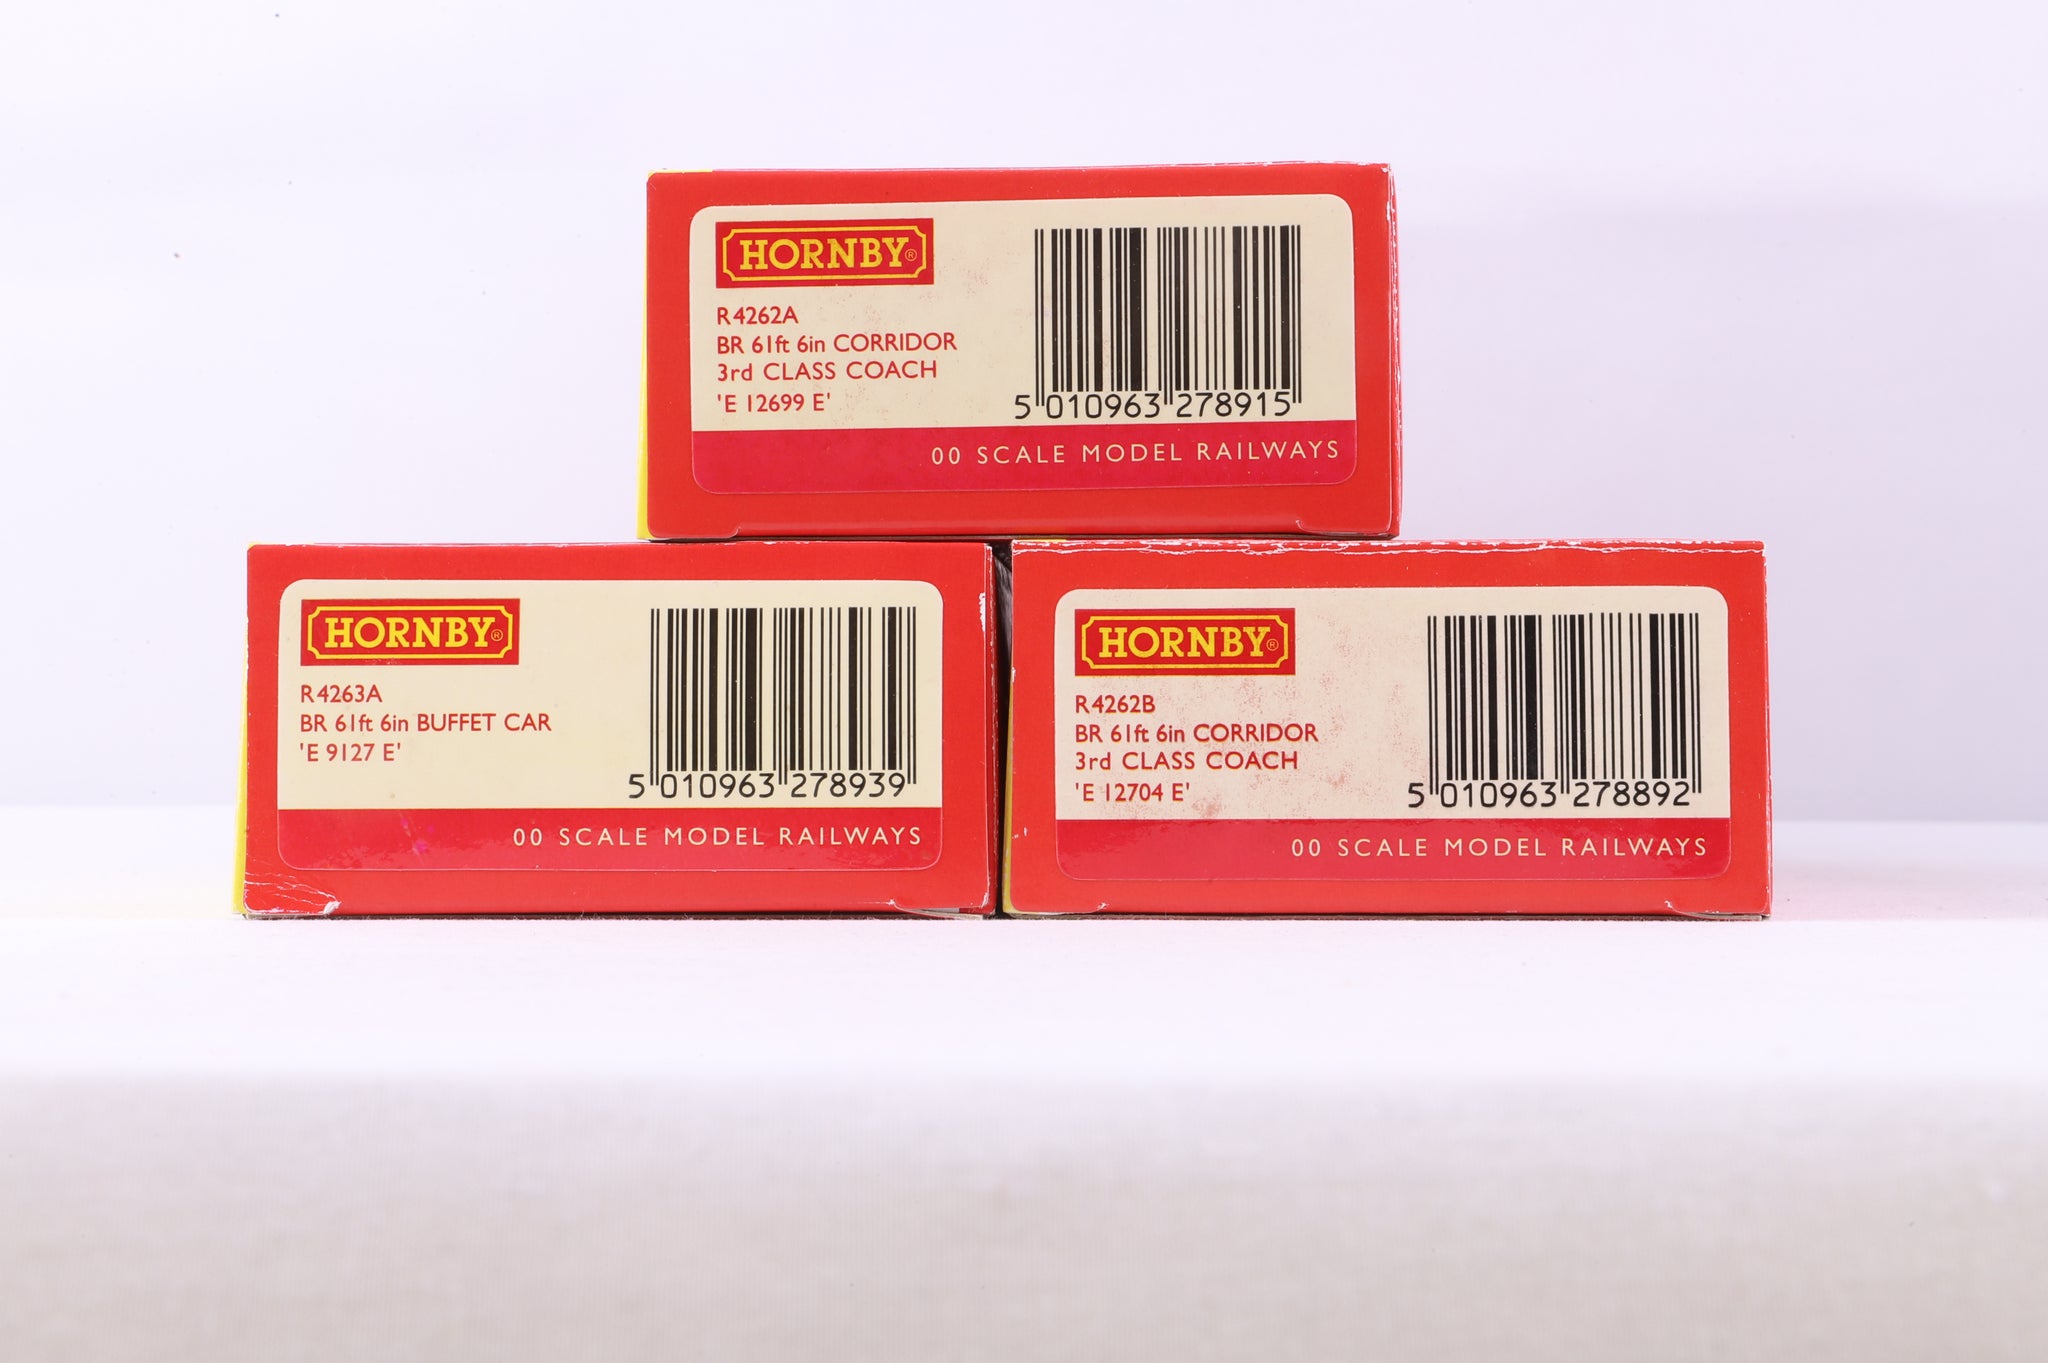 HORNBY®
R4262A
BR 61ft 6in CORRIDOR
3rd CLASS COACH
'E 12699 E'
5 010963 278915
00 SCALE MODEL RAILWAYS
HORNBY®
R4263A
BR 61ft 6in BUFFET CAR
'E 9127 E'
5 010963 278939
00 SCALE MODEL RAILWAYS
HORNBY®
R4262B
BR 61ft 6in CORRIDOR
3rd CLASS COACH
'E 12704 E'
5 010963 278892
00 SCALE MODEL RAILWAYS